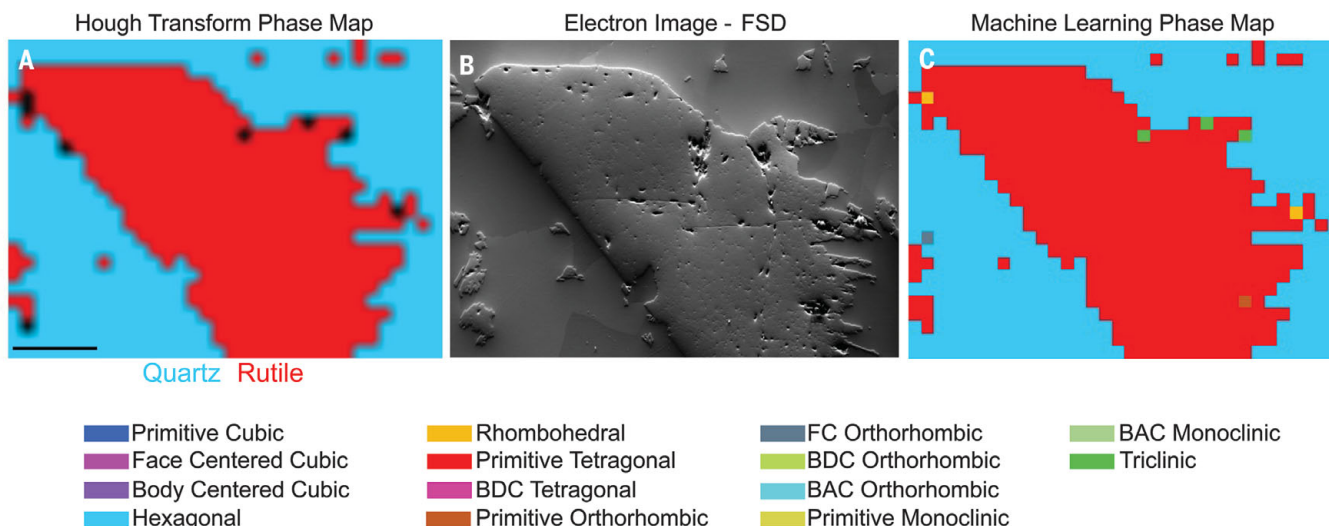 Hough Transform Phase Map
Electron Image - FSD
Machine Learning Phase Map
A
B
C
Quartz Rutile
Primitive Cubic
Face Centered Cubic
Body Centered Cubic
Hexagonal
Rhombohedral
Primitive Tetragonal
BDC Tetragonal
Primitive Orthorhombic
FC Orthorhombic
BDC Orthorhombic
BAC Orthorhombic
Primitive Monoclinic
BAC Monoclinic
Triclinic